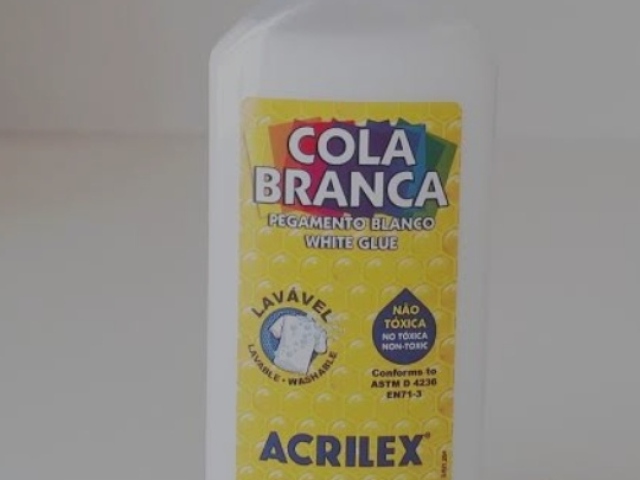 COLA
BRANCA
PEGAMENTO BLANCO
WHITE GLUE
LAVÁVEL
LAVABLE • WASHABLE
NÃO
TÓXICA
NO TÓXICA
NON-TOXIC
Conforms to
ASTM D 4236
EN71-3
ACRILEX®